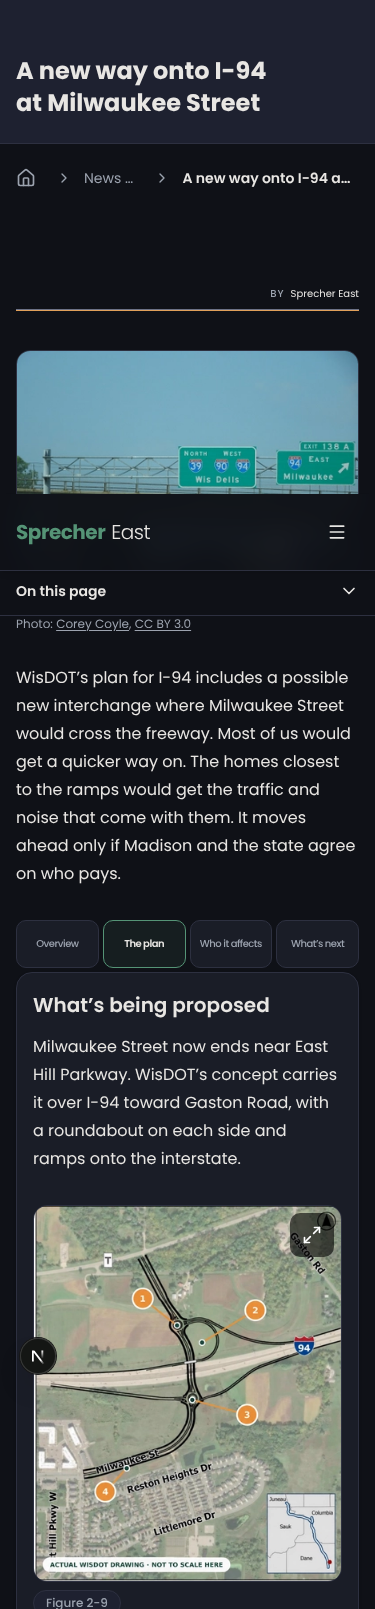 A new way onto I-94
at Milwaukee Street
News ...
A new way onto I-94 a...
BY Sprecher East
NORTH WEST
39 90 94
Wis Dells
EXIT 138 A
94 EAST
Milwaukee
Sprecher East
On this page
Photo: Corey Coyle, CC BY 3.0
WisDOT’s plan for I-94 includes a possible
new interchange where Milwaukee Street
would cross the freeway. Most of us would
get a quicker way on. The homes closest
to the ramps would get the traffic and
noise that come with them. It moves
ahead only if Madison and the state agree
on who pays.
Overview
The plan
Who it affects
What’s next
What’s being proposed
Milwaukee Street now ends near East
Hill Parkway. WisDOT’s concept carries
it over I-94 toward Gaston Road, with
a roundabout on each side and
ramps onto the interstate.
Gaston Rd
T
1
2
94
N
3
Milwaukee St
4
Reston Heights Dr
Littlemore Dr
t Hill Pkwy W
Juneau
Columbia
Sauk
Dane
ACTUAL WISDOT DRAWING - NOT TO SCALE HERE
Figure 2-9